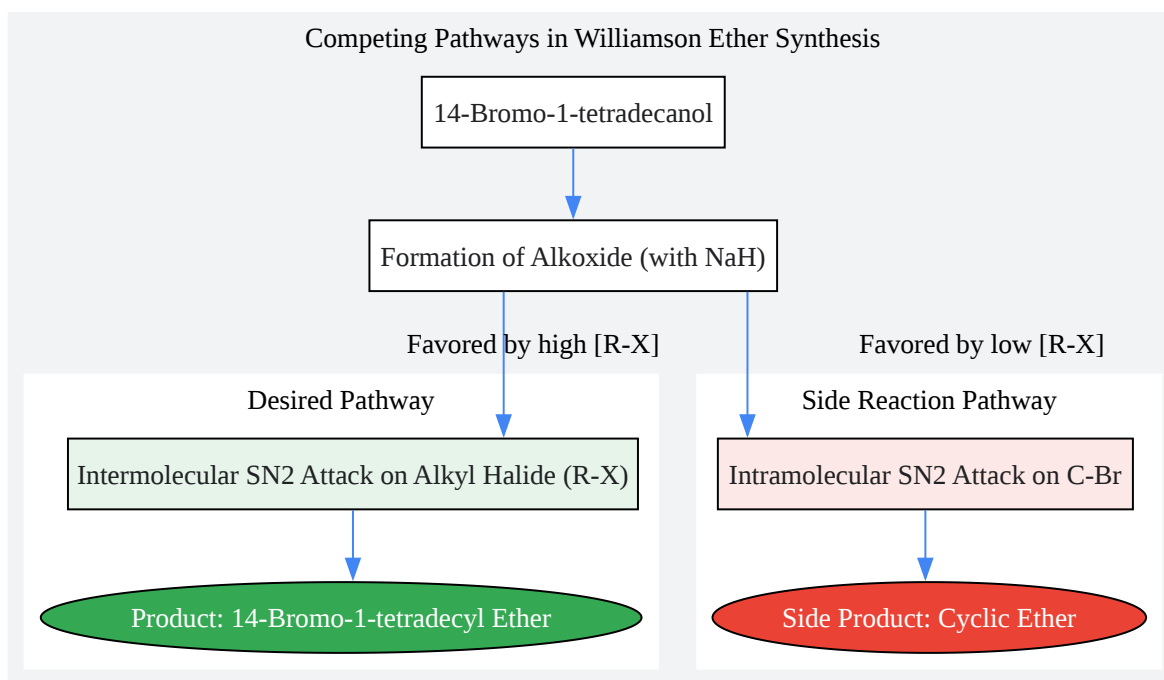 Competing Pathways in Williamson Ether Synthesis
14-Bromo-1-tetradecanol
Formation of Alkoxide (with NaH)
Favored by high [R-X]
Favored by low [R-X]
Desired Pathway
Side Reaction Pathway
Intermolecular SN2 Attack on Alkyl Halide (R-X)
Intramolecular SN2 Attack on C-Br
Product: 14-Bromo-1-tetradecyl Ether
Side Product: Cyclic Ether